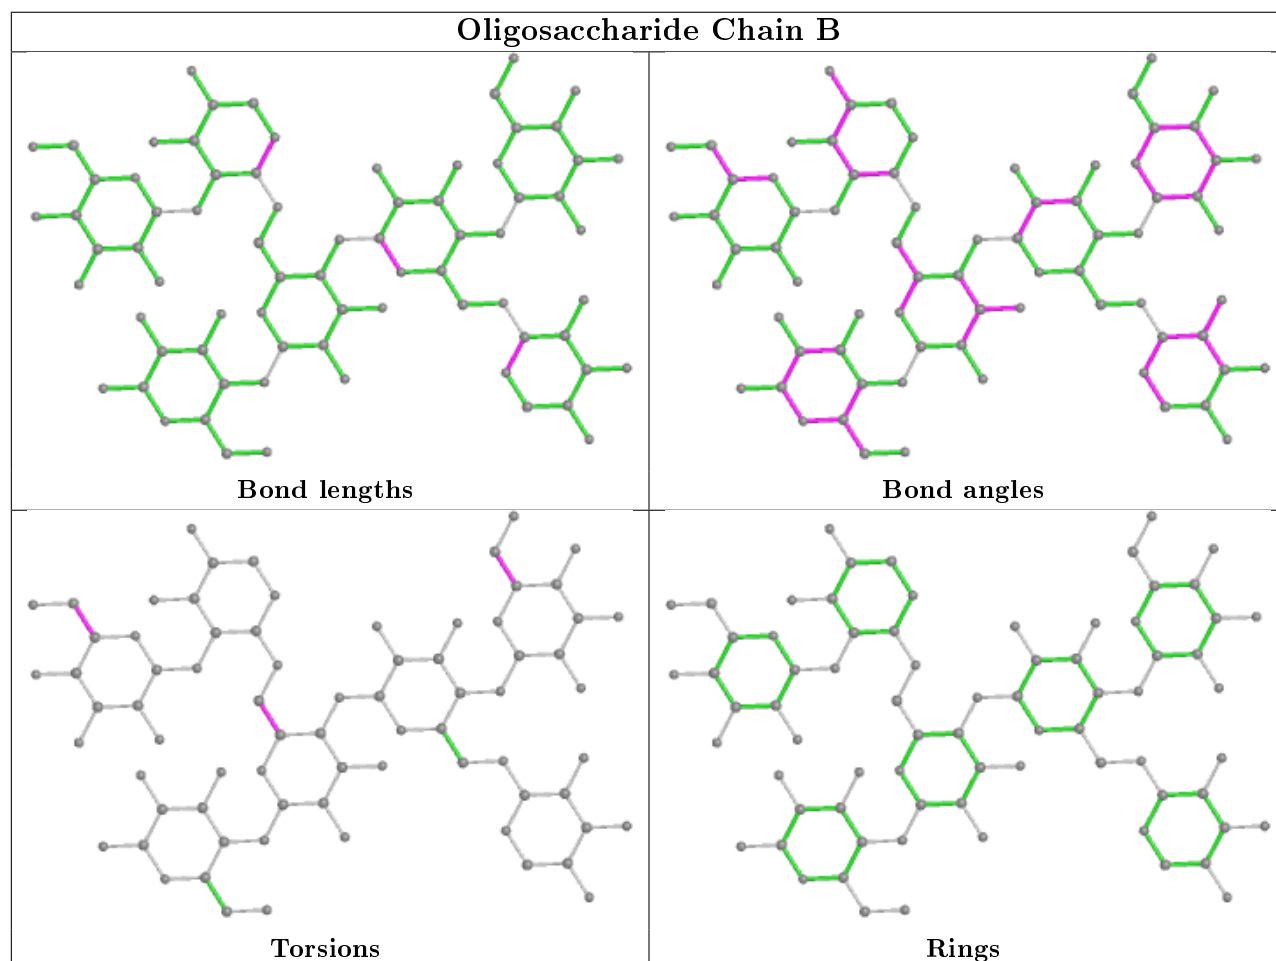 Oligosaccharide Chain B
Bond lengths
Bond angles
Torsions
Rings